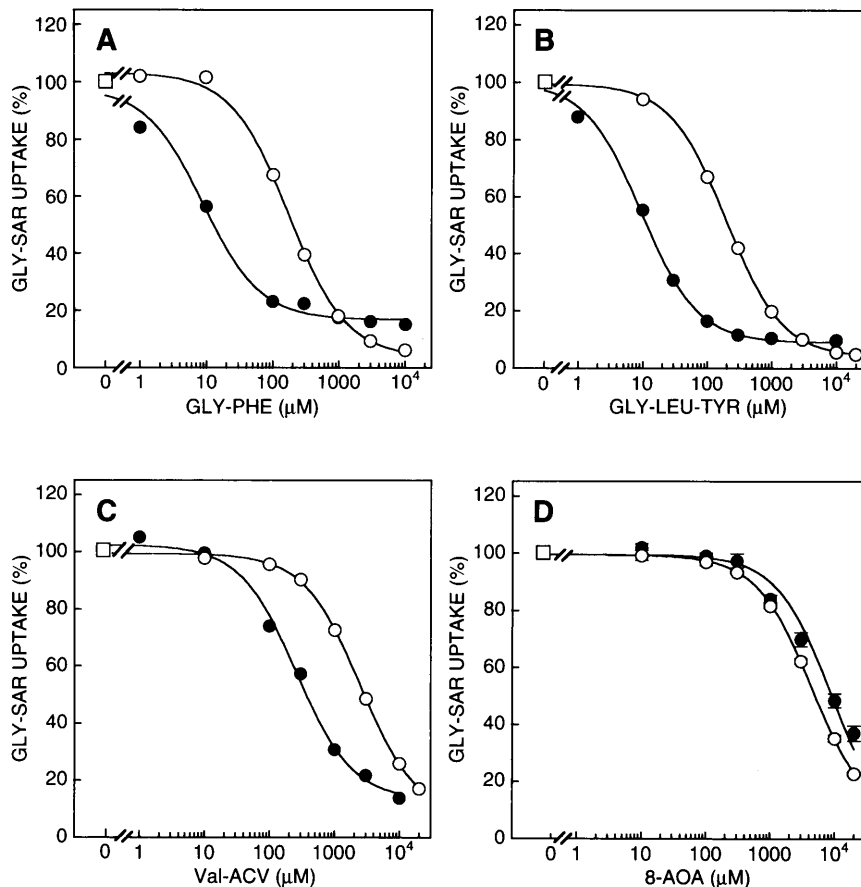 A
GLY-SAR UPTAKE (%)
120
100
80
60
40
20
0
0 1 10 100 1000 10⁴
GLY-PHE (μM)
B
GLY-SAR UPTAKE (%)
120
100
80
60
40
20
0
0 1 10 100 1000 10⁴
GLY-LEU-TYR (μM)
C
GLY-SAR UPTAKE (%)
120
100
80
60
40
20
0
0 1 10 100 1000 10⁴
Val-ACV (μM)
D
GLY-SAR UPTAKE (%)
120
100
80
60
40
20
0
0 1 10 100 1000 10⁴
8-AOA (μM)